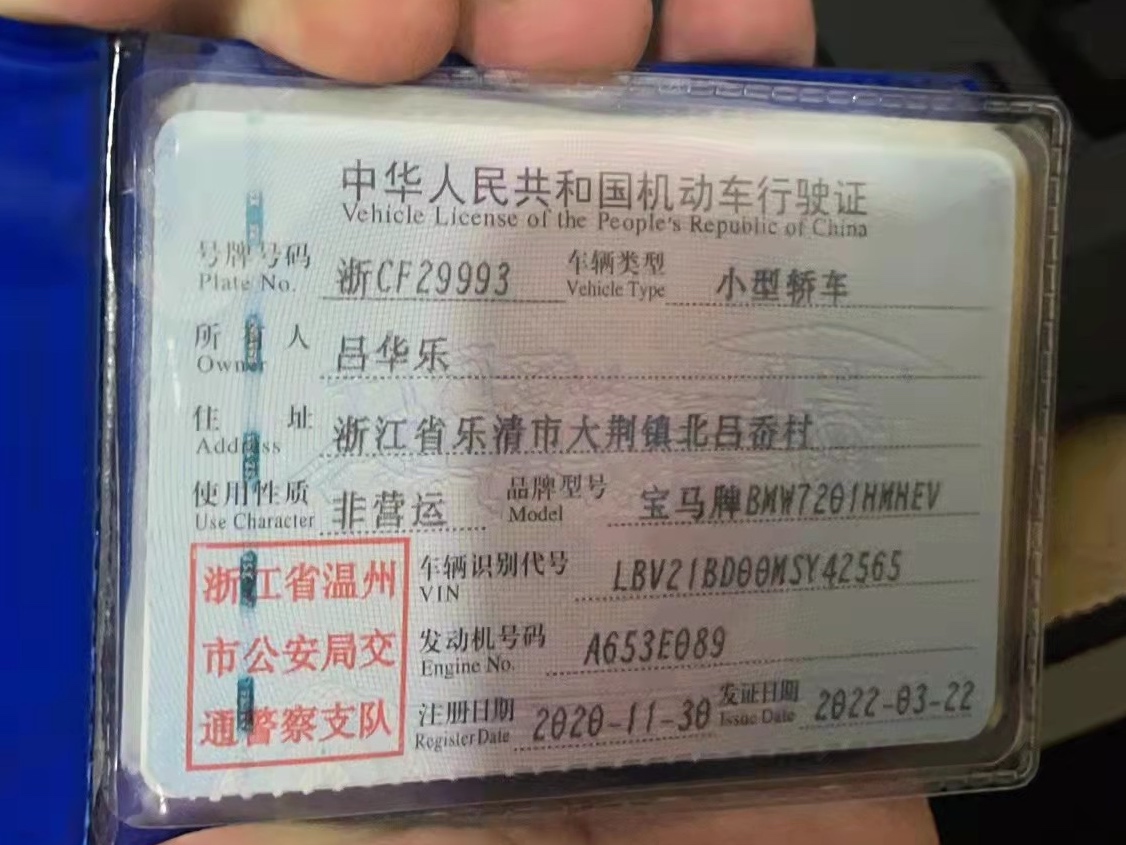 中华人民共和国机动车行驶证
Vehicle License of the People's Republic of China
号牌号码 浙CF29993 车辆类型 小型轿车
Plate No. Vehicle Type
所有人 吕华乐
Owner
住址 浙江省乐清市大荆镇北吕岙村
Address
使用性质 非营运 品牌型号 宝马牌BMW7201HMHEV
Use Character Model
浙江省温州 车辆识别代号 LBV21BD00MSY42565
VIN
市公安局交 发动机号码 A653E089
Engine No.
通警察支队 注册日期 2020-11-30 发证日期 2022-03-22
Register Date Issue Date